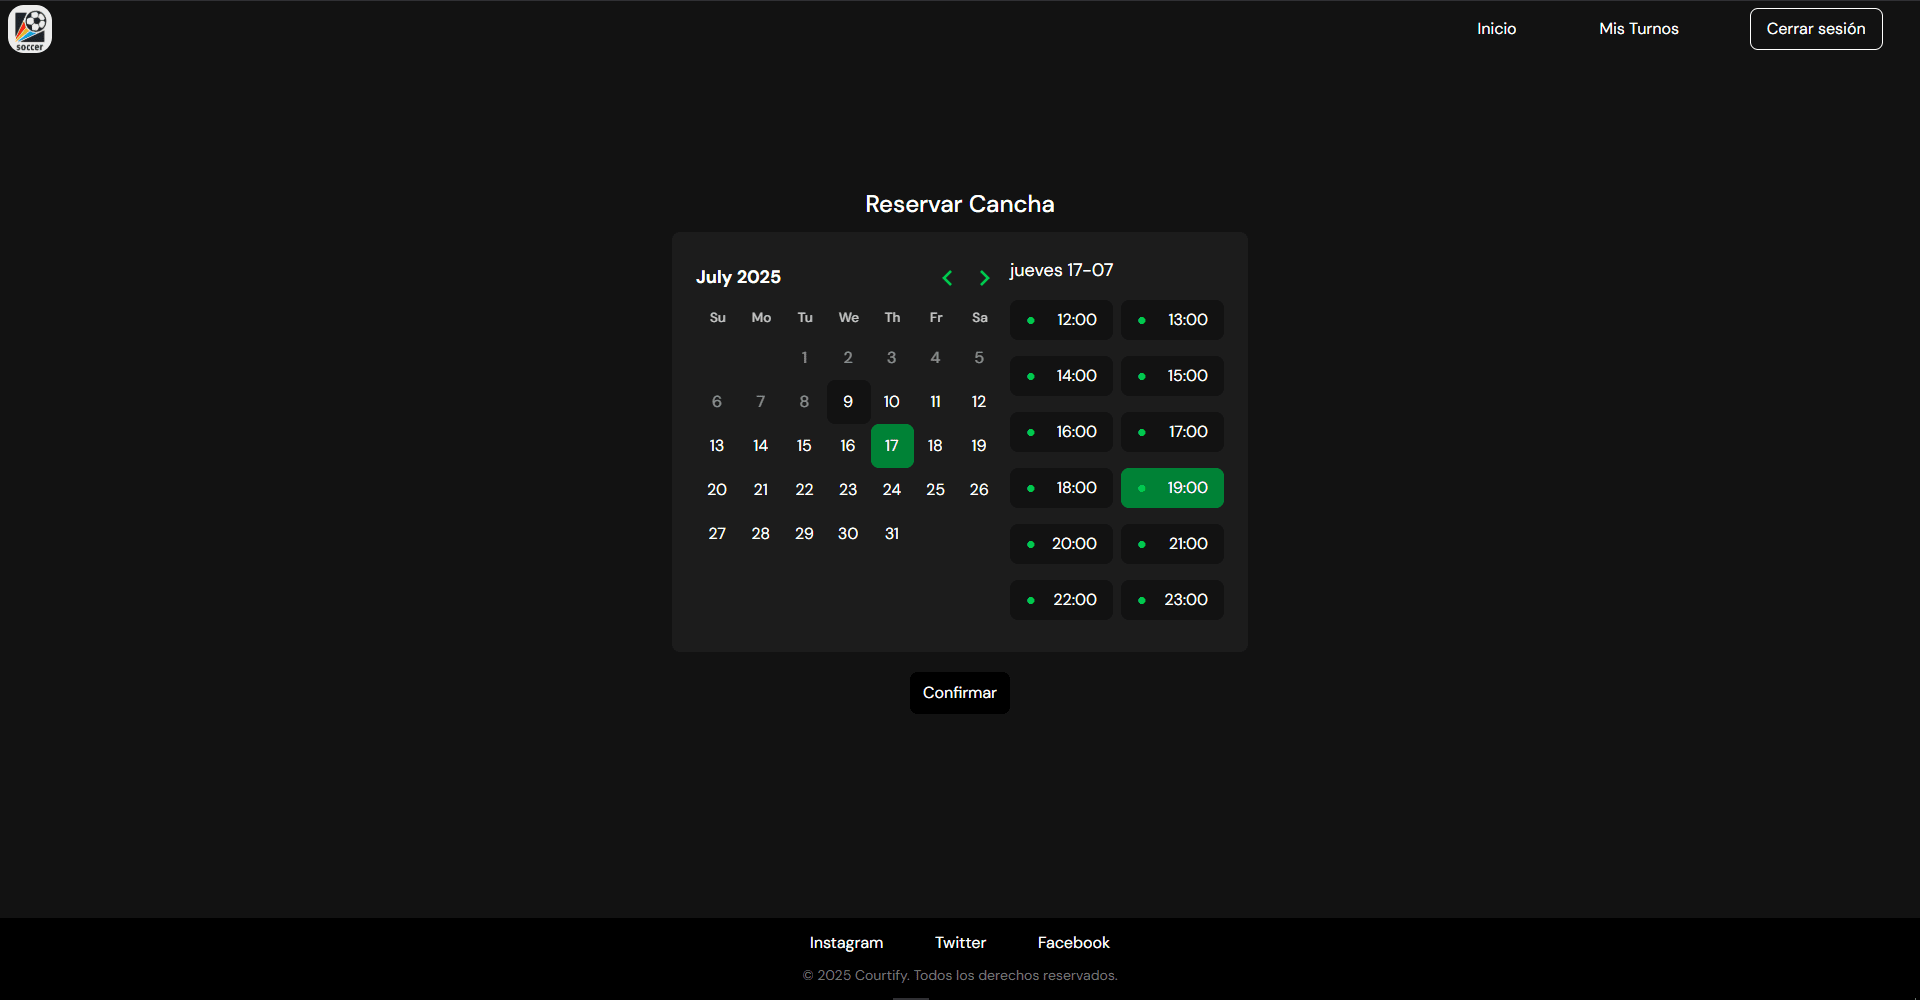 soccer
Inicio Mis Turnos Cerrar sesión
Reservar Cancha
July 2025
Su Mo Tu We Th Fr Sa
1 2 3 4 5
6 7 8 9 10 11 12
13 14 15 16 17 18 19
20 21 22 23 24 25 26
27 28 29 30 31
jueves 17-07
12:00 13:00
14:00 15:00
16:00 17:00
18:00 19:00
20:00 21:00
22:00 23:00
Confirmar
Instagram Twitter Facebook
© 2025 Courtify. Todos los derechos reservados.